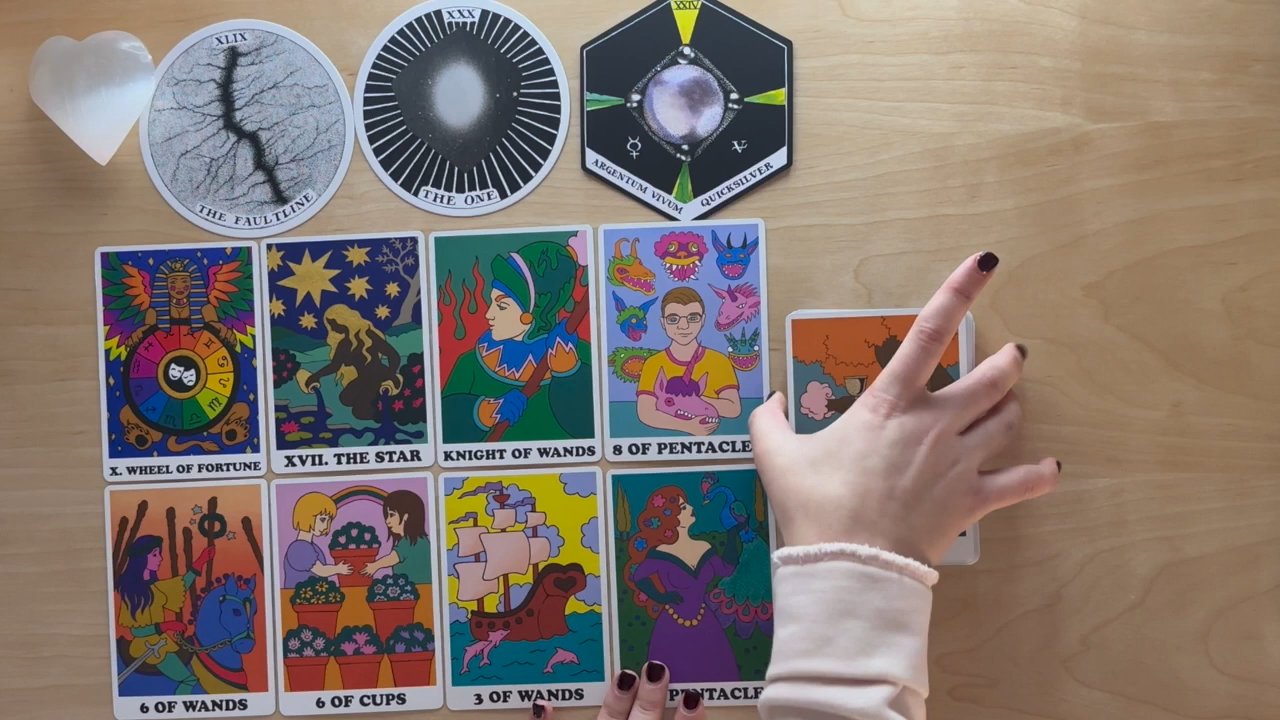 XLIX
THE FAULTLINE
XXX
THE ONE
XXIV
ARGENTUM VIVUM
QUICKSILVER
X. WHEEL OF FORTUNE
XVII. THE STAR
KNIGHT OF WANDS
8 OF PENTACLE
6 OF WANDS
6 OF CUPS
3 OF WANDS
PENTACLE